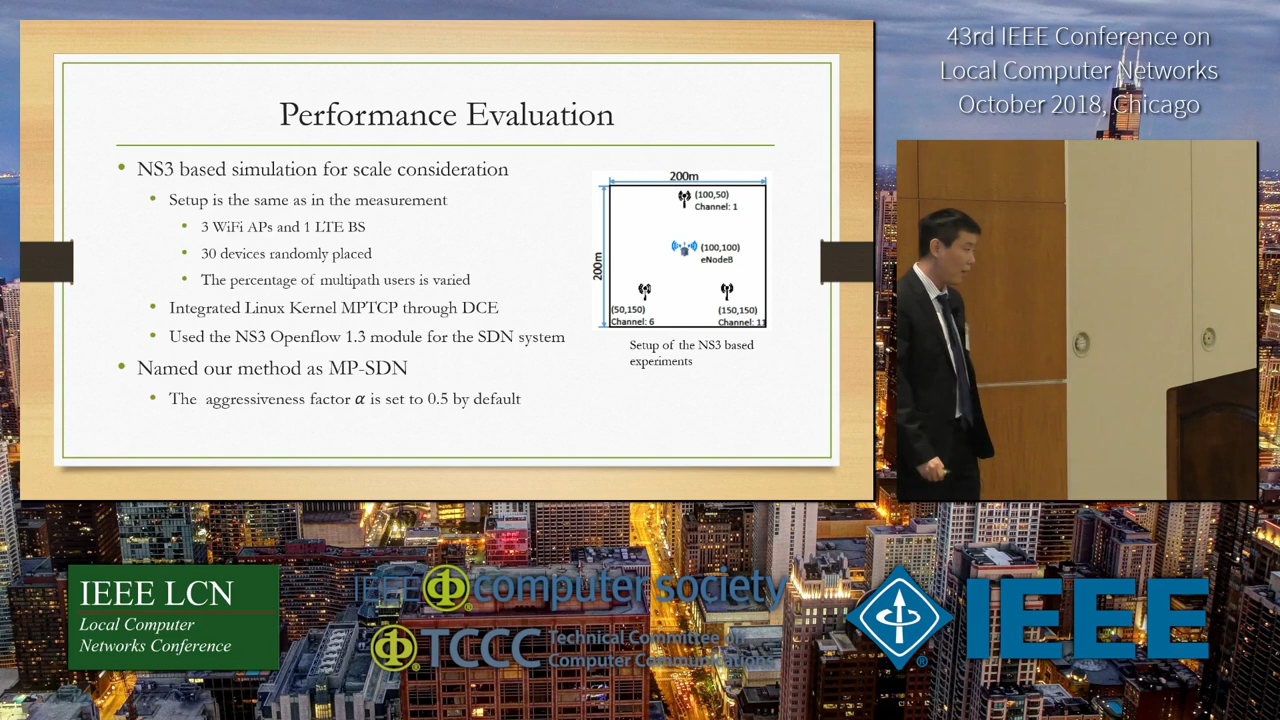 43rd IEEE Conference on
Local Computer Networks
October 2018, Chicago
Performance Evaluation
• NS3 based simulation for scale consideration
• Setup is the same as in the measurement
• 3 WiFi APs and 1 LTE BS
• 30 devices randomly placed
• The percentage of multipath users is varied
• Integrated Linux Kernel MPTCP through DCE
• Used the NS3 Openflow 1.3 module for the SDN system
• Named our method as MP-SDN
• The aggressiveness factor α is set to 0.5 by default
200m
200m
(100,50)
Channel: 1
(100,100)
eNodeB
(50,150)
Channel: 6
(150,150)
Channel: 11
Setup of the NS3 based
experiments
IEEE LCN
Local Computer
Networks Conference
IEEE computer society
TCCC Technical Committee on
Computer Communications
IEEE